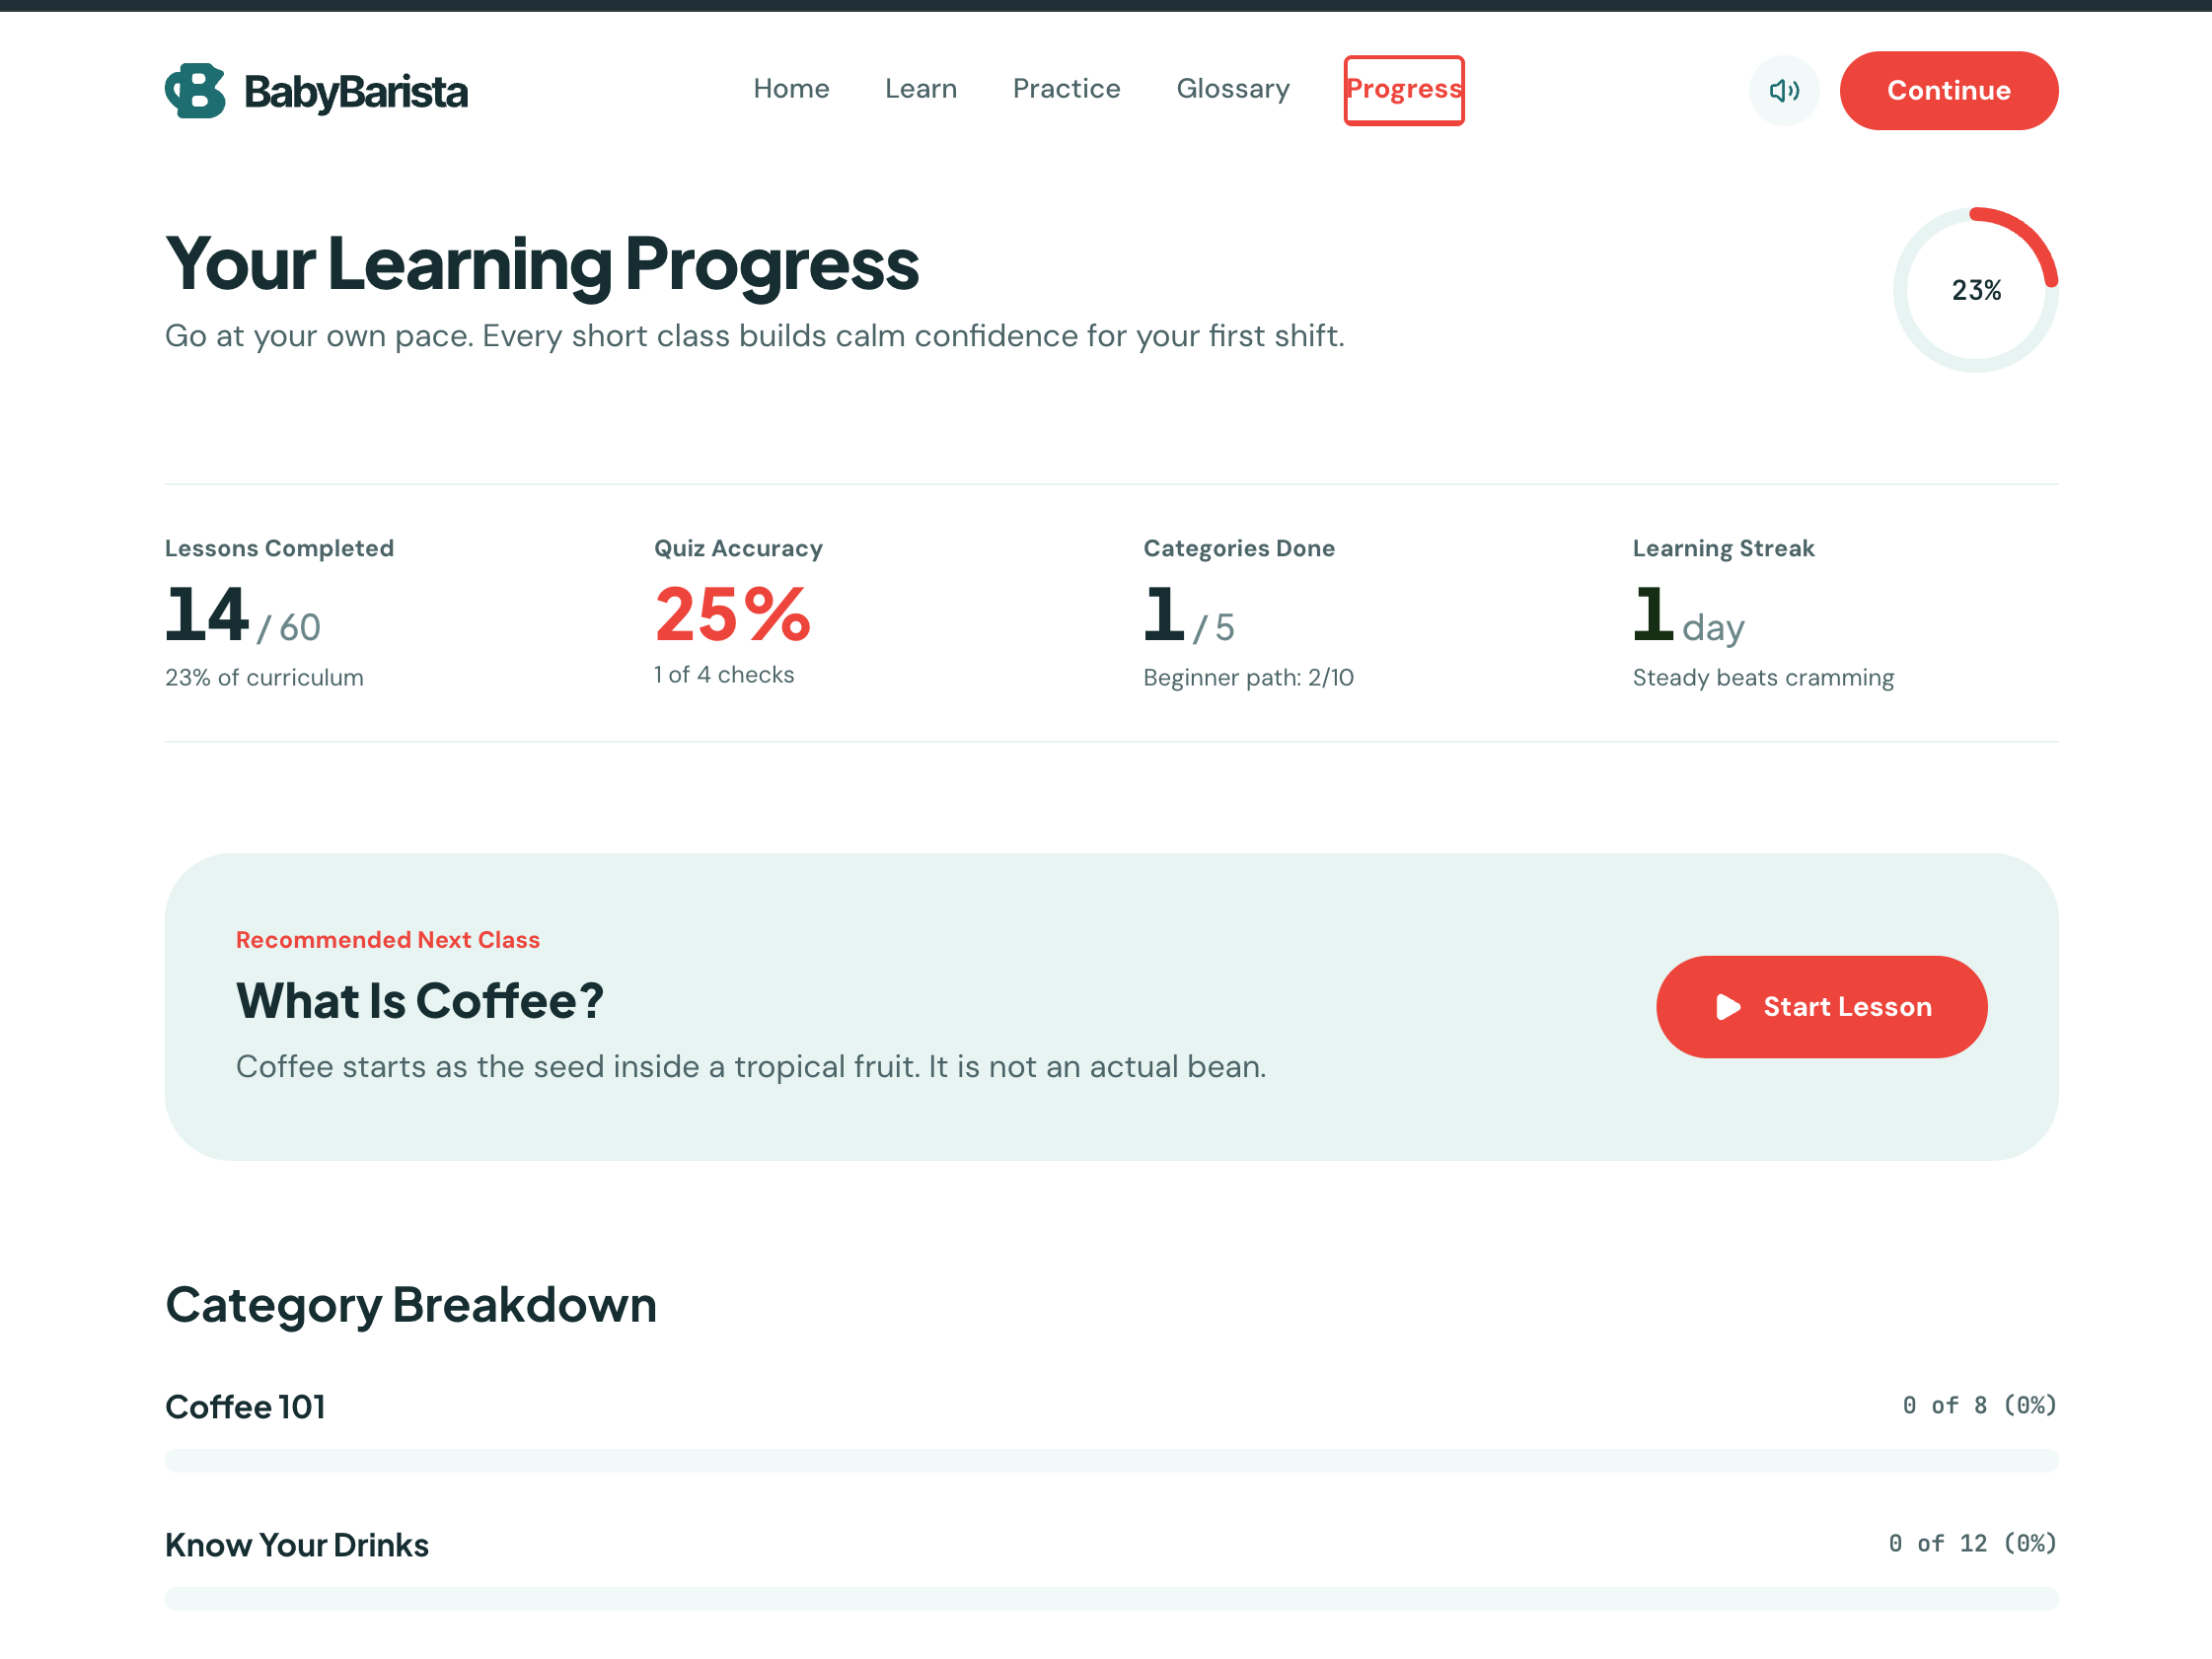 BabyBarista
Home Learn Practice Glossary Progress
Continue
Your Learning Progress
Go at your own pace. Every short class builds calm confidence for your first shift.
23%
Lessons Completed
14 / 60
23% of curriculum
Quiz Accuracy
25%
1 of 4 checks
Categories Done
1 / 5
Beginner path: 2/10
Learning Streak
1 day
Steady beats cramming
Recommended Next Class
What Is Coffee?
Coffee starts as the seed inside a tropical fruit. It is not an actual bean.
Start Lesson
Category Breakdown
Coffee 101
0 of 8 (0%)
Know Your Drinks
0 of 12 (0%)